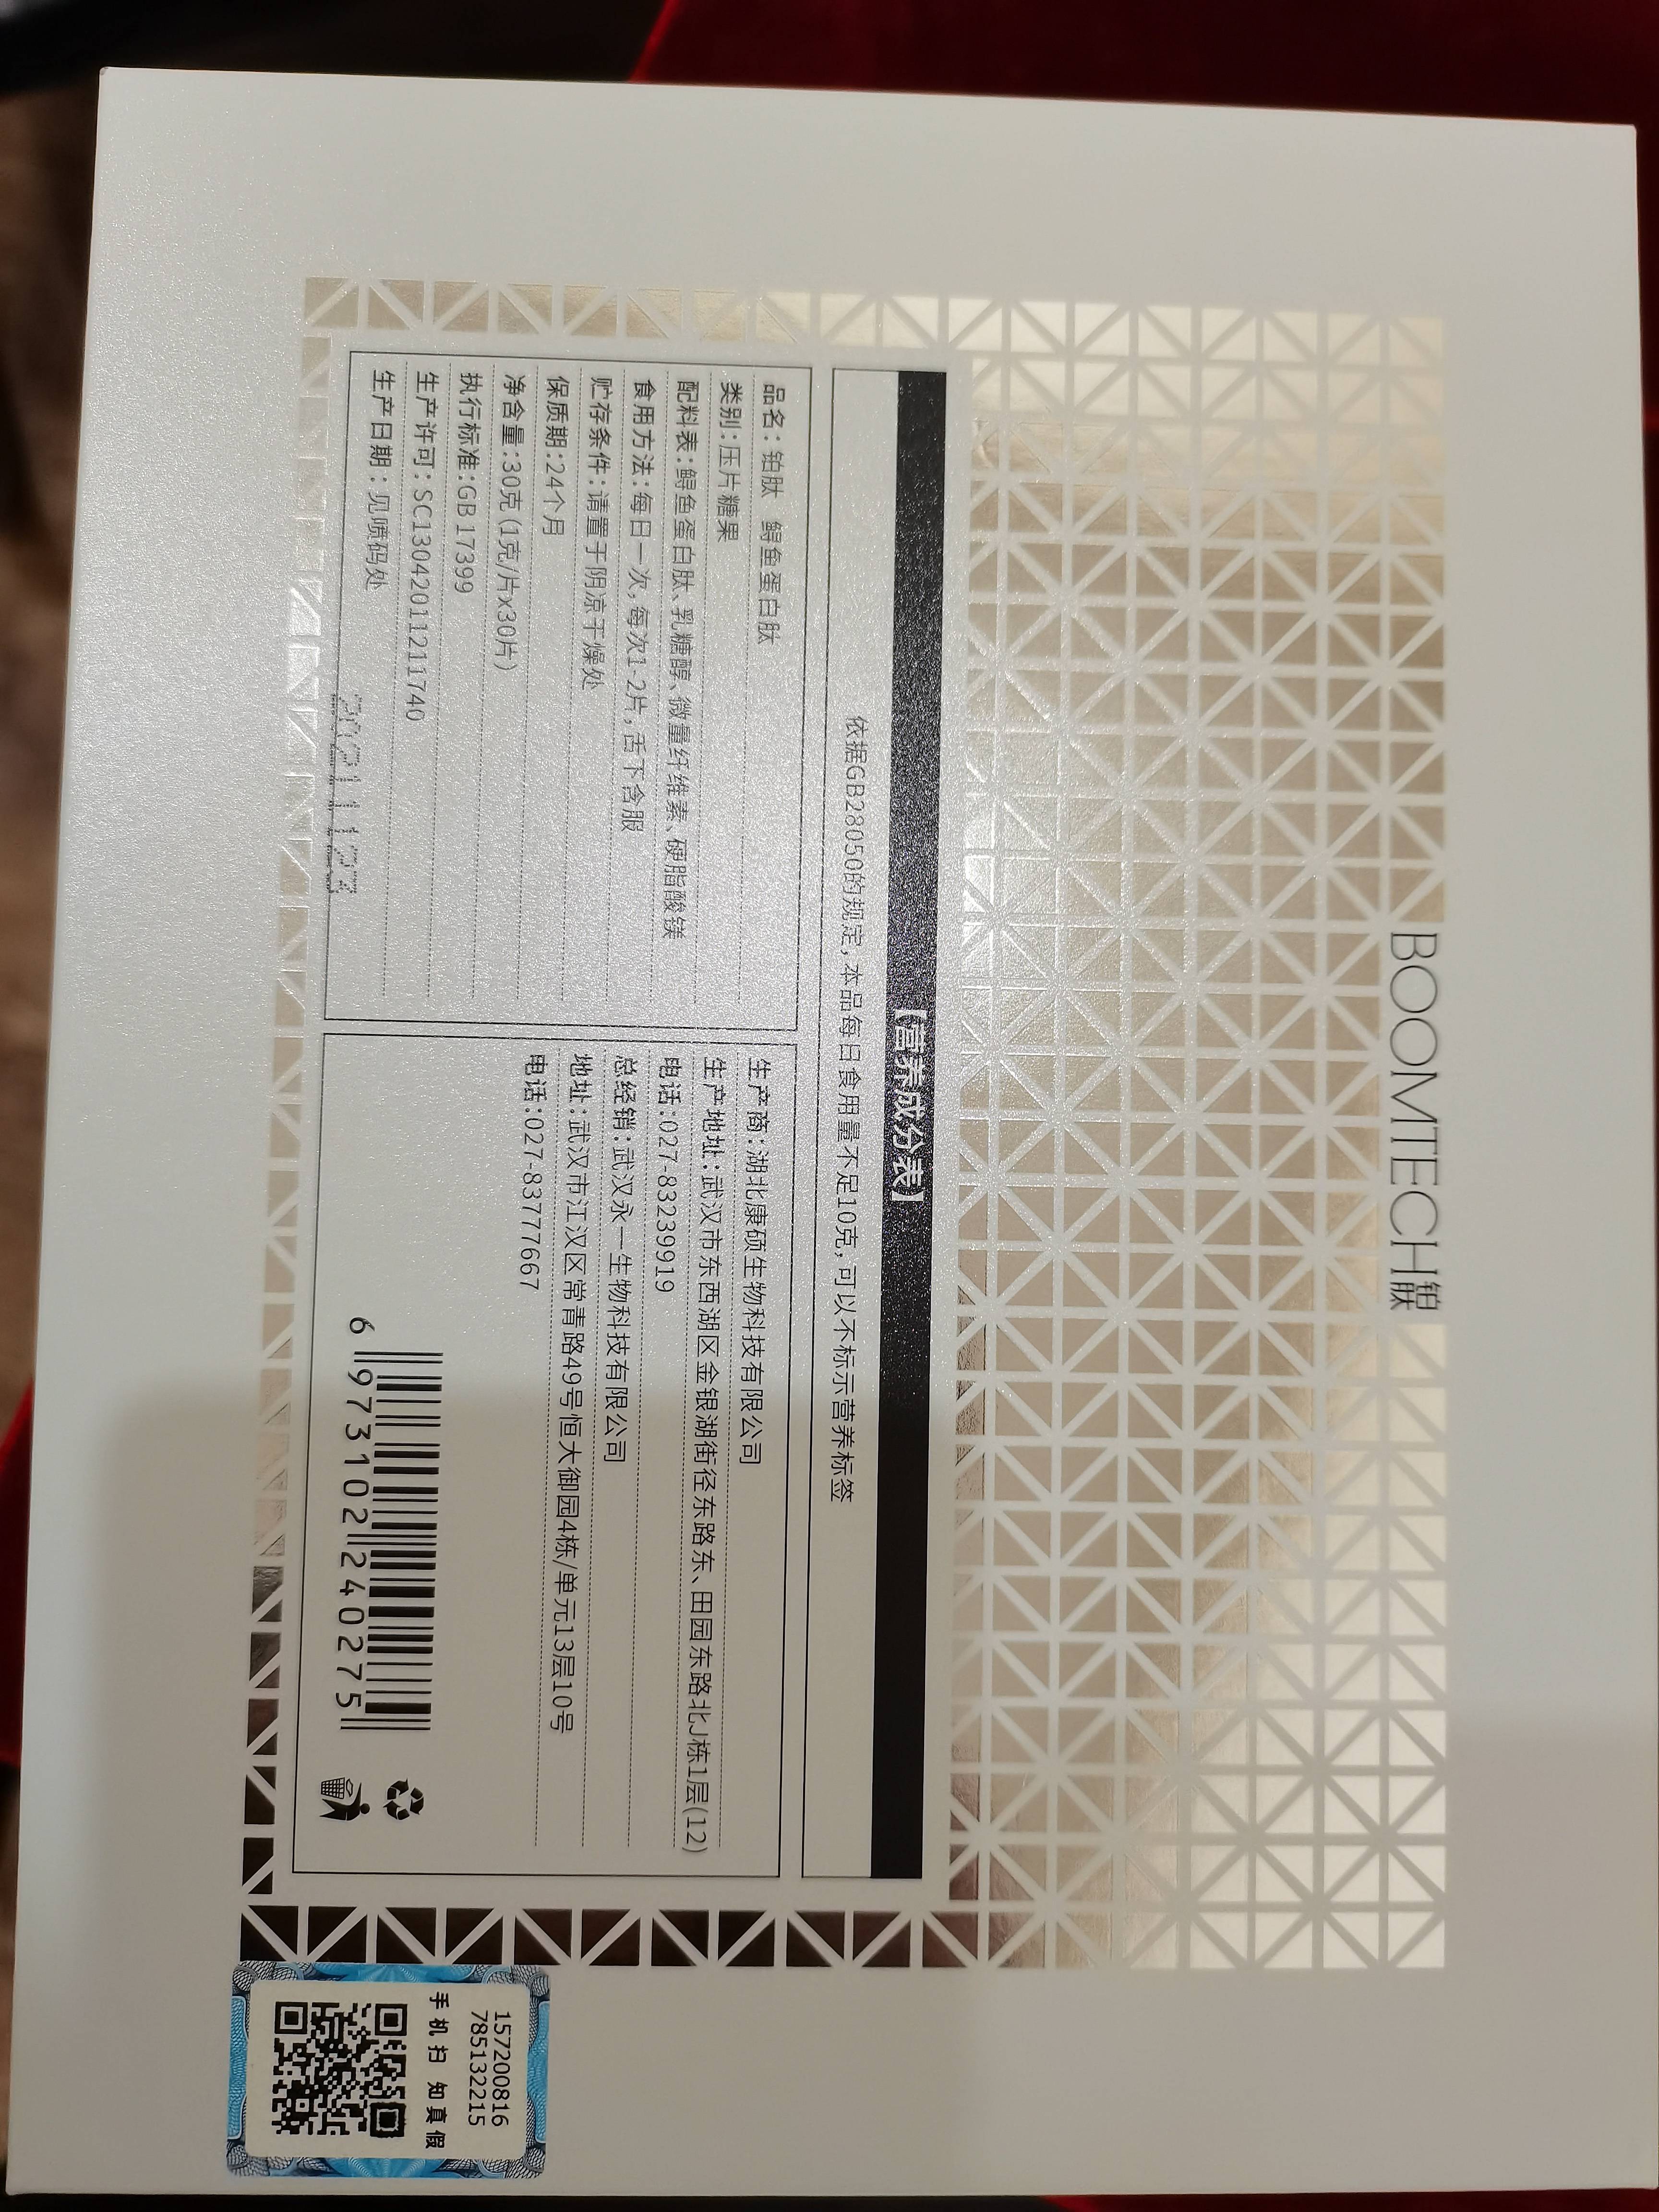 BOOMTECH铂肽
【营养成分表】
依据GB28050的规定,本品每日食用量不足10克,可以不标示营养标签
品名:铂肽 鲟鱼蛋白肽
类别:压片糖果
配料表:鲟鱼蛋白肽、乳糖醇、微量纤维素、硬脂酸镁
食用方法:每日一次,每次1-2片,舌下含服
贮存条件:请置于阴凉干燥处
保质期:24个月
净含量:30克(1克/片x30片)
执行标准:GB 17399
生产许可:SC13042011211740
生产日期:见喷码处
20211123
生产商:湖北康硕生物科技有限公司
生产地址:武汉市东西湖区金银湖街径东路东、田园东路北J栋1层(12)
电话:027-83239919
总经销:武汉永一生物科技有限公司
地址:武汉市江汉区常青路49号恒大御园4栋/单元13层10号
电话:027-83777667
6 973102 240275
157200816
785132215
手机扫 知真假